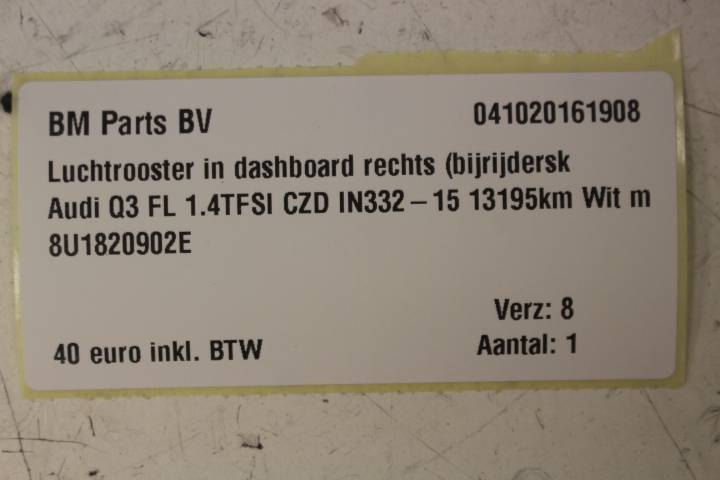 BM Parts BV 041020161908
Luchtrooster in dashboard rechts (bijrijdersk
Audi Q3 FL 1.4TFSI CZD IN332-15 13195km Wit m
8U1820902E
Verz: 8
40 euro inkl. BTW Aantal: 1